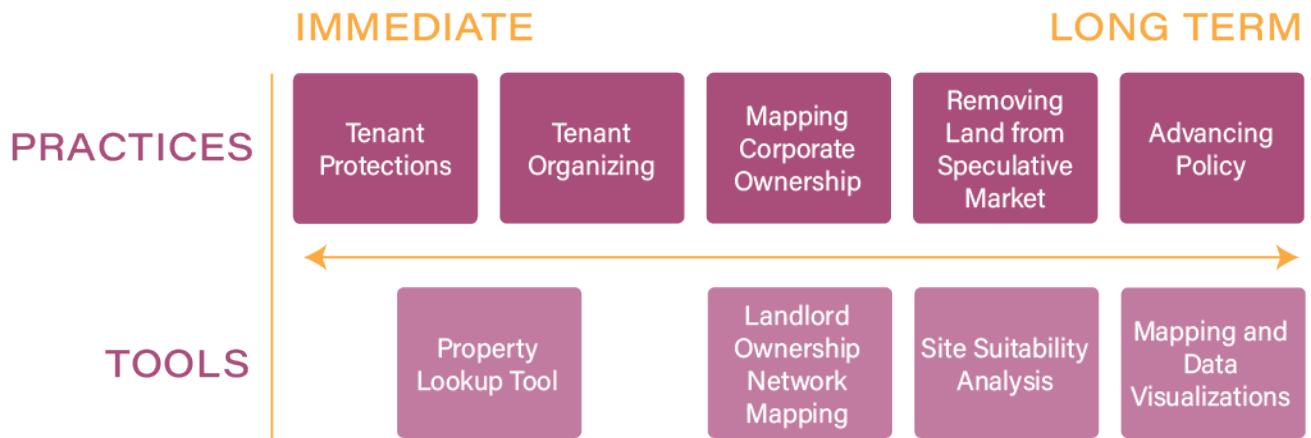 IMMEDIATE
LONG TERM
PRACTICES
Tenant
Protections
Tenant
Organizing
Mapping
Corporate
Ownership
Removing
Land from
Speculative
Market
Advancing
Policy
TOOLS
Property
Lookup Tool
Landlord
Ownership
Network
Mapping
Site Suitability
Analysis
Mapping and
Data
Visualizations